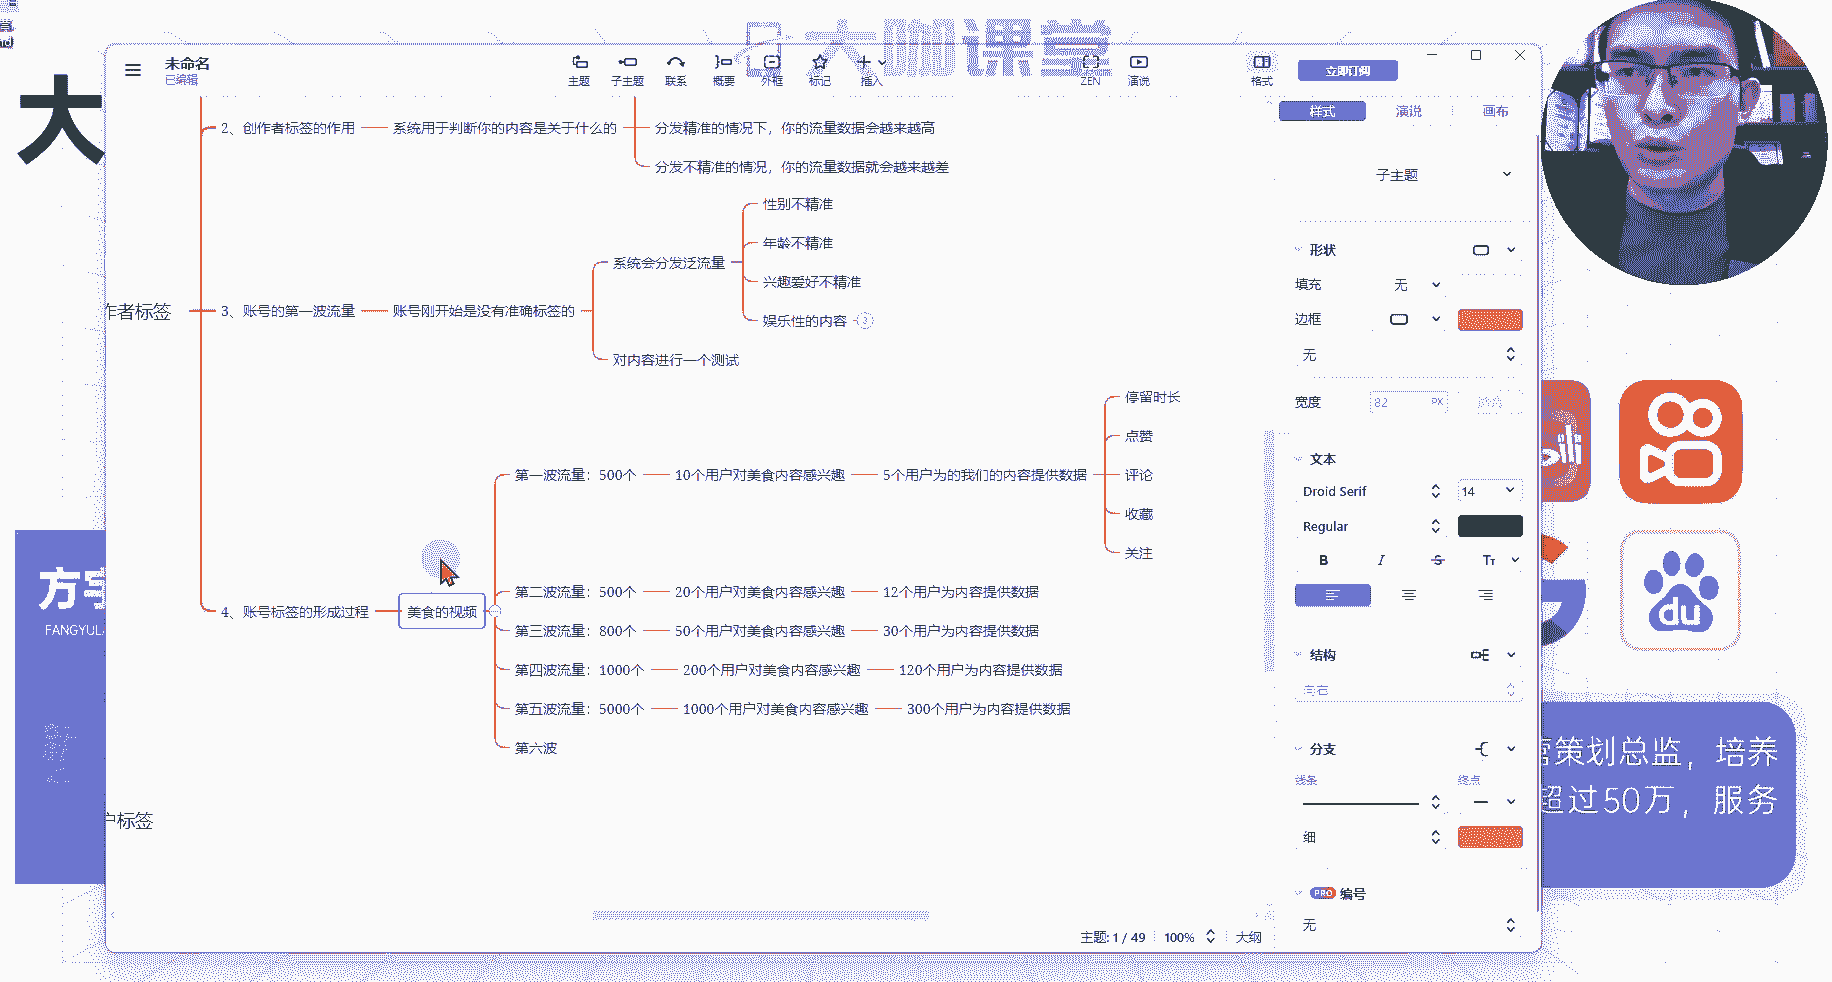 大咖课堂
大
未命名
已编辑
主题
子主题
联系
概要
外框
标记
插入
ZEN
演说
格式
立即订阅
样式
演说
画布
2、创作者标签的作用
系统用于判断你的内容是关于什么的
分发精准的情况下，你的流量数据会越来越高
分发不精准的情况，你的流量数据就会越来越差
作者标签
3、账号的第一波流量
账号刚开始是没有准确标签的
系统会分发泛流量
性别不精准
年龄不精准
兴趣爱好不精准
娱乐性的内容
对内容进行一个测试
4、账号标签的形成过程
美食的视频
第一波流量：500个
10个用户对美食内容感兴趣
5个用户为的我们的内容提供数据
停留时长
点赞
评论
收藏
关注
第二波流量：500个
20个用户对美食内容感兴趣
12个用户为内容提供数据
第三波流量：800个
50个用户对美食内容感兴趣
30个用户为内容提供数据
第四波流量：1000个
200个用户对美食内容感兴趣
120个用户为内容提供数据
第五波流量：5000个
1000个用户对美食内容感兴趣
300个用户为内容提供数据
第六波
户标签
子主题
形状
填充
无
边框
无
宽度
82
PX
文本
Droid Serif
14
Regular
B
I
S
Tт
结构
向右
分支
线条
终点
细
PRO 编号
无
主题: 1 / 49
100%
大纲
方宇
FANGYU
du
营策划总监，培养
超过50万，服务